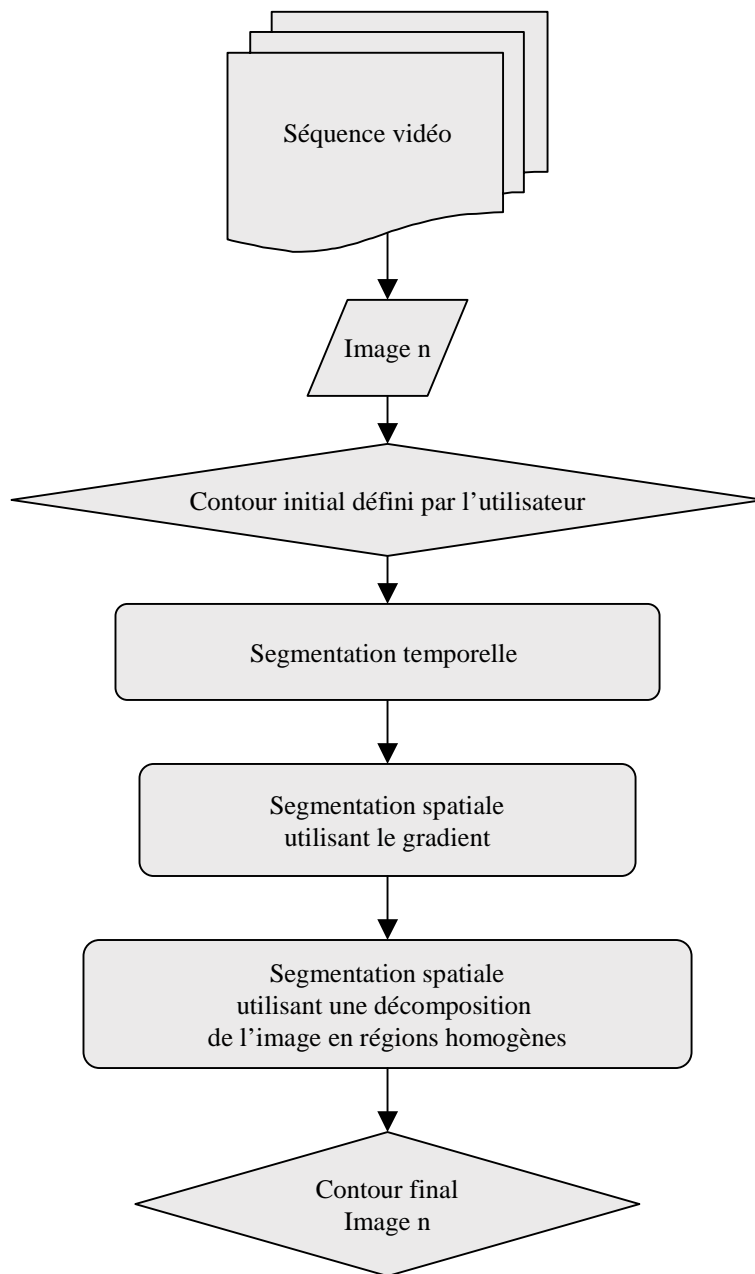 Séquence vidéo
Image n
Contour initial défini par l’utilisateur
Segmentation temporelle
Segmentation spatiale
utilisant le gradient
Segmentation spatiale
utilisant une décomposition
de l’image en régions homogènes
Contour final
Image n